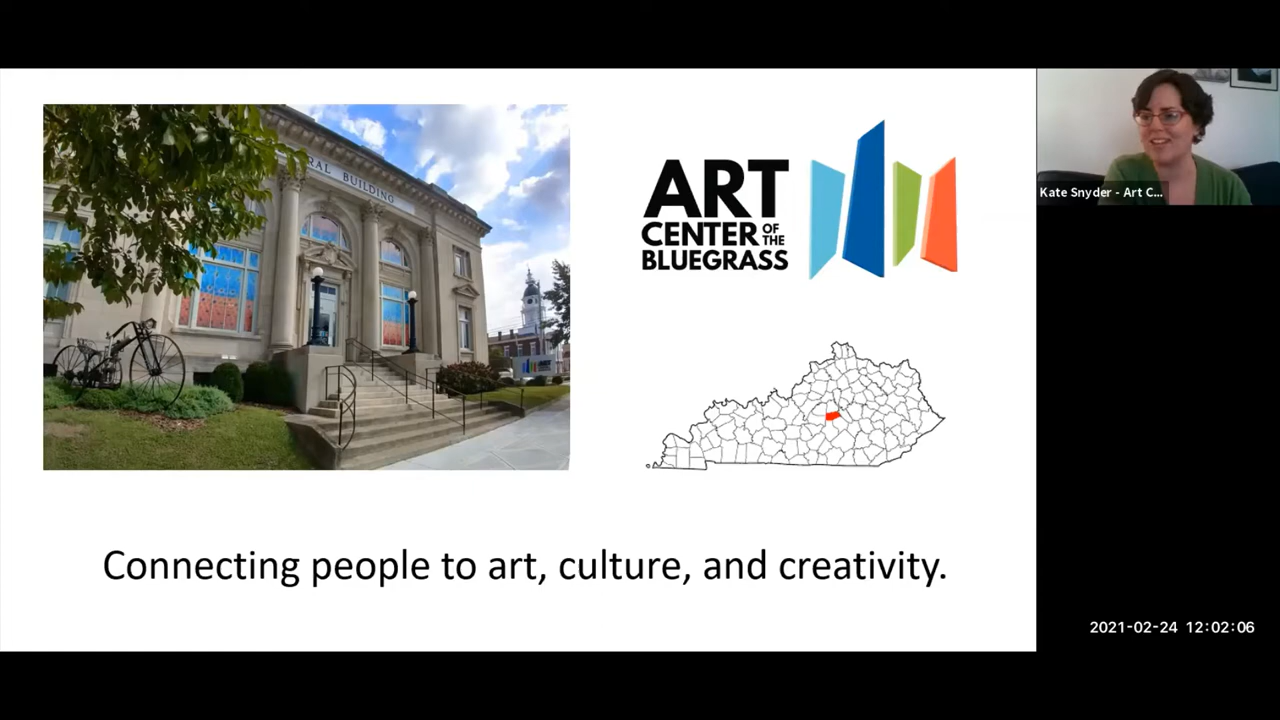 RAL BUILDING
ART
CENTER OF THE
BLUEGRASS
Kate Snyder - Art C...
Connecting people to art, culture, and creativity.
2021-02-24 12:02:06